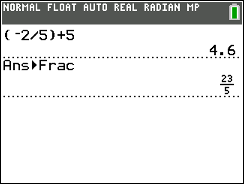 NORMAL FLOAT AUTO REAL RADIAN MP
(-2/5)+5
4.6
Ans▶Frac
23/5